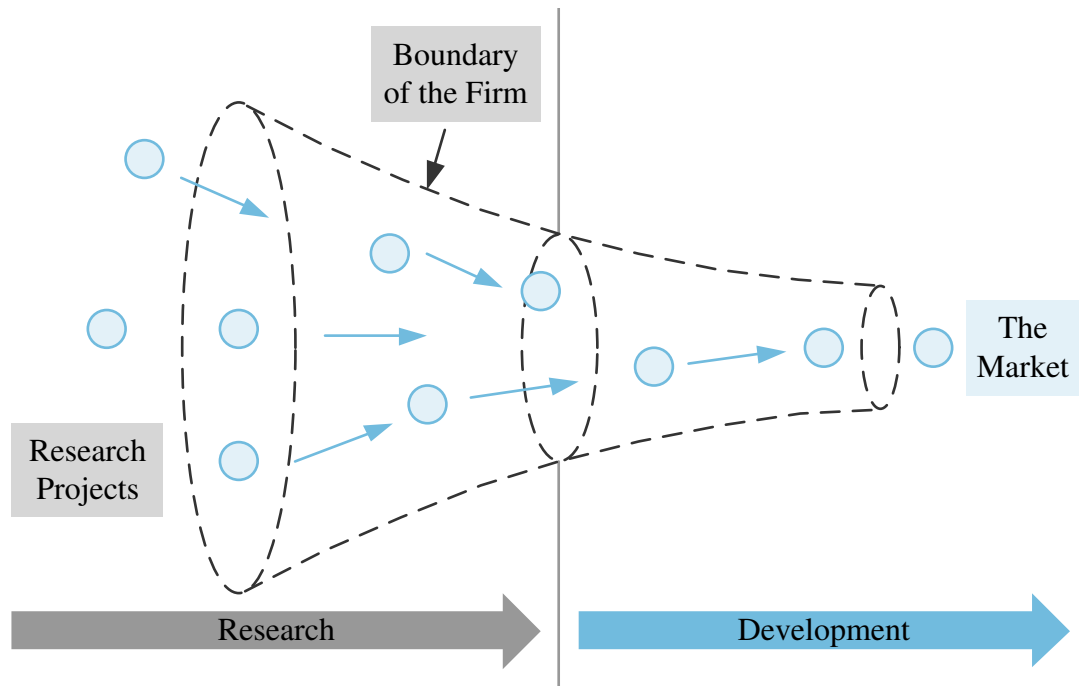 Boundary
of the Firm
The
Market
Research
Projects
Research
Development